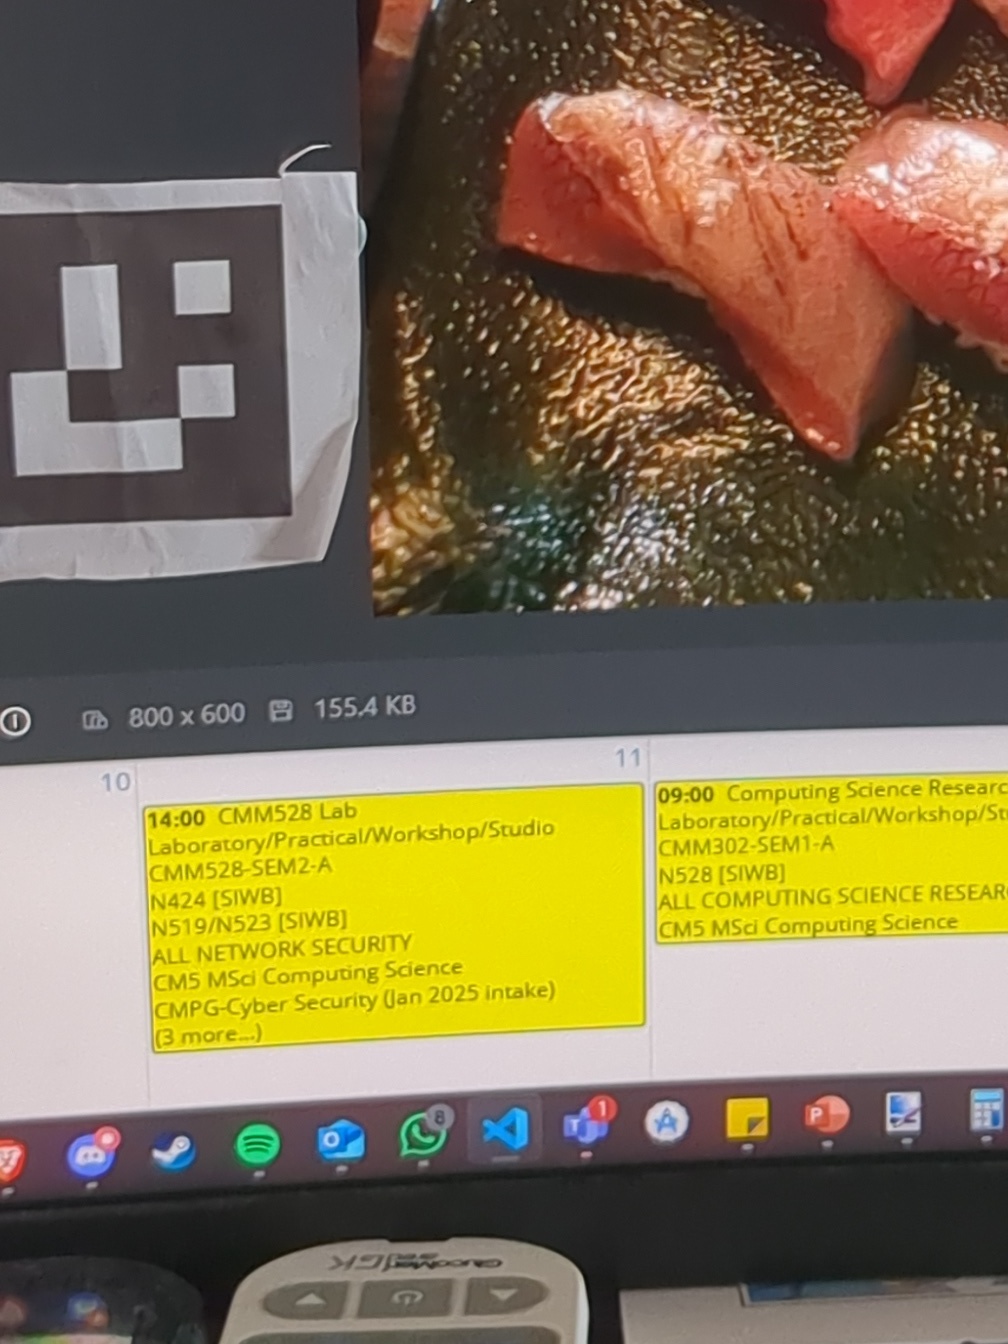 800 x 600 155.4 KB
10
11
14:00 CMM528 Lab
Laboratory/Practical/Workshop/Studio
CMM528-SEM2-A
N424 [SIWB]
N519/N523 [SIWB]
ALL NETWORK SECURITY
CM5 MSci Computing Science
CMPG-Cyber Security (Jan 2025 intake)
(3 more...)
09:00 Computing Science Researc
Laboratory/Practical/Workshop/St
CMM302-SEM1-A
N528 [SIWB]
ALL COMPUTING SCIENCE RESEAR
CM5 MSci Computing Science
8
1
GK